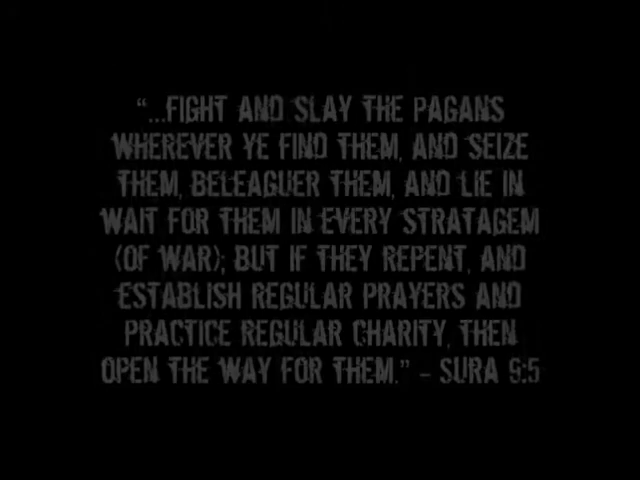 “...FIGHT AND SLAY THE PAGANS
WHEREVER YE FIND THEM, AND SEIZE
THEM, BELEAGUER THEM, AND LIE IN
WAIT FOR THEM IN EVERY STRATAGEM
(OF WAR); BUT IF THEY REPENT, AND
ESTABLISH REGULAR PRAYERS AND
PRACTICE REGULAR CHARITY, THEN
OPEN THE WAY FOR THEM.” – SURA 9:5